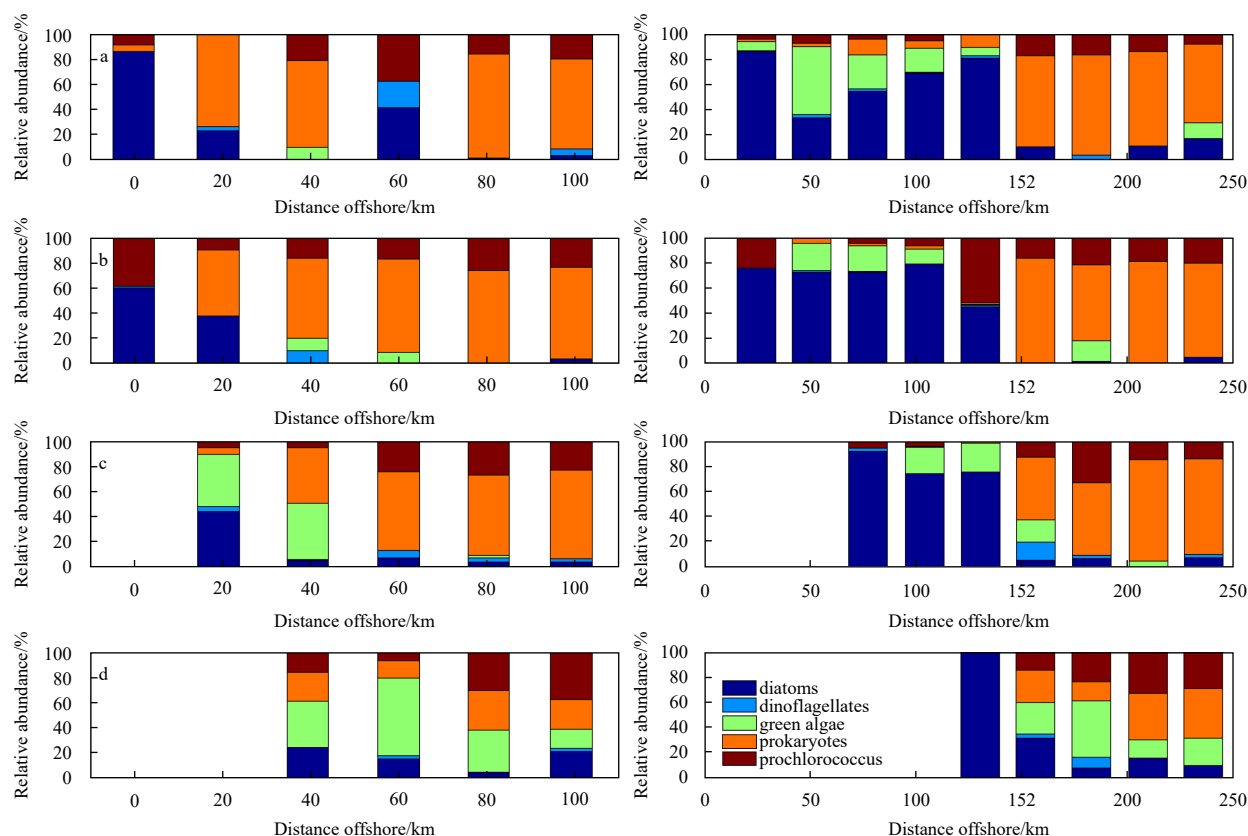 Relative abundance/%
100
80
60
40
20
0
a
0 20 40 60 80 100
Distance offshore/km
Relative abundance/%
100
80
60
40
20
0
0 50 100 152 200 250
Distance offshore/km
Relative abundance/%
100
80
60
40
20
0
b
0 20 40 60 80 100
Distance offshore/km
Relative abundance/%
100
80
60
40
20
0
0 50 100 152 200 250
Distance offshore/km
Relative abundance/%
100
80
60
40
20
0
c
0 20 40 60 80 100
Distance offshore/km
Relative abundance/%
100
80
60
40
20
0
0 50 100 152 200 250
Distance offshore/km
Relative abundance/%
100
80
60
40
20
0
d
0 20 40 60 80 100
Distance offshore/km
Relative abundance/%
100
80
60
40
20
0
diatoms
dinoflagellates
green algae
prokaryotes
prochlorococcus
0 50 100 152 200 250
Distance offshore/km